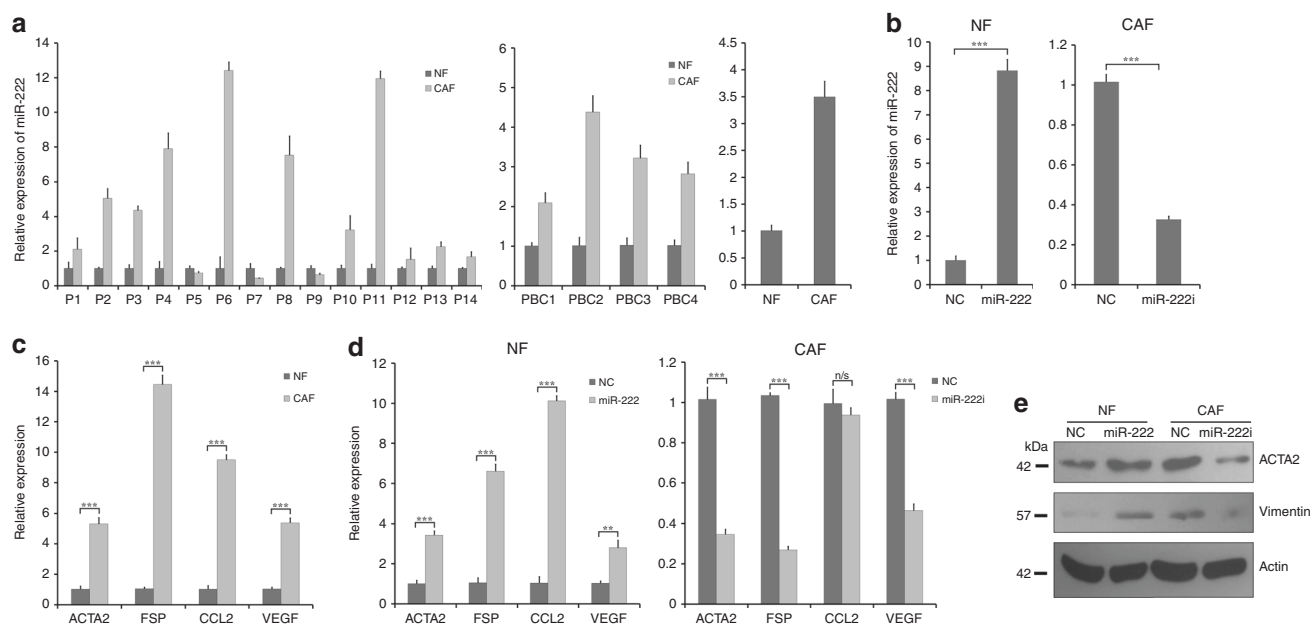 a
Relative expression of miR-222
14
12
10
8
6
4
2
0
NF
CAF
P1 P2 P3 P4 P5 P6 P7 P8 P9 P10 P11 P12 P13 P14
6
5
4
3
2
1
0
NF
CAF
PBC1 PBC2 PBC3 PBC4
4.5
4
3.5
3
2.5
2
1.5
1
0.5
0
NF CAF
b
NF
Relative expression of miR-222
10
9
8
7
6
5
4
3
2
1
0
***
NC miR-222
CAF
1.2
1
0.8
0.6
0.4
0.2
0
***
NC miR-222i
c
Relative expression
16
14
12
10
8
6
4
2
0
NF
CAF
*** *** *** ***
ACTA2 FSP CCL2 VEGF
d
NF
Relative expression
12
10
8
6
4
2
0
NC
miR-222
*** *** *** **
ACTA2 FSP CCL2 VEGF
CAF
1.2
1
0.8
0.6
0.4
0.2
0
NC
miR-222i
*** *** n/s ***
ACTA2 FSP CCL2 VEGF
e
NF CAF
NC miR-222 NC miR-222i
kDa
42 ACTA2
57 Vimentin
42 Actin